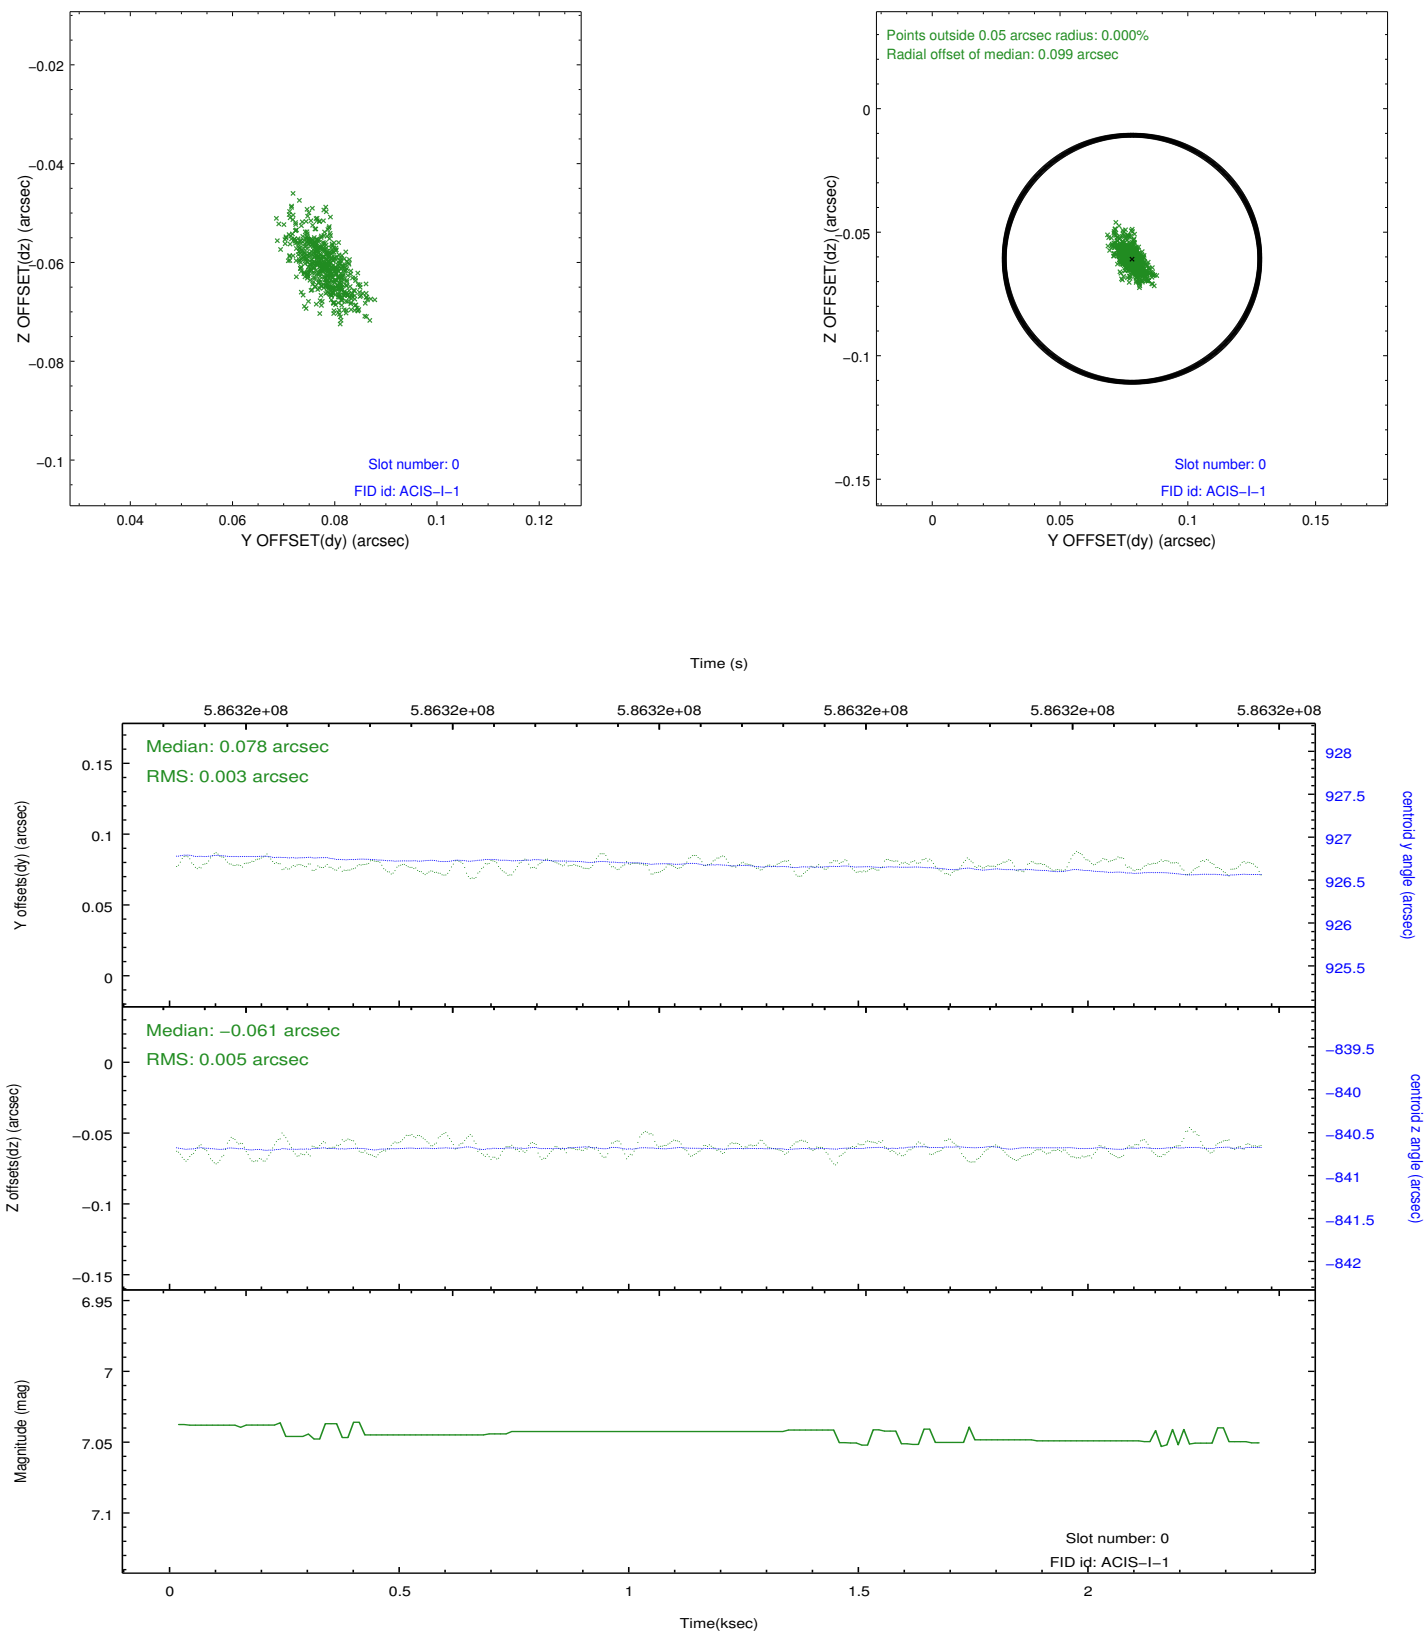 −0.02
−0.04
−0.06
−0.08
−0.1
Z OFFSET(dz) (arcsec)
0.04
0.06
0.08
0.1
0.12
Y OFFSET(dy) (arcsec)
Slot number: 0
FID id: ACIS−I−1
Points outside 0.05 arcsec radius: 0.000%
Radial offset of median: 0.099 arcsec
0
−0.05
−0.1
−0.15
Z OFFSET(dz) (arcsec)
0
0.05
0.1
0.15
Y OFFSET(dy) (arcsec)
Slot number: 0
FID id: ACIS−I−1
Time (s)
5.8632e+08
5.8632e+08
5.8632e+08
5.8632e+08
5.8632e+08
5.8632e+08
Median: 0.078 arcsec
RMS: 0.003 arcsec
0.15
0.1
0.05
0
Y offsets(dy) (arcsec)
928
927.5
927
926.5
926
925.5
centroid y angle (arcsec)
Median: −0.061 arcsec
RMS: 0.005 arcsec
0
−0.05
−0.1
−0.15
Z offsets(dz) (arcsec)
−839.5
−840
−840.5
−841
−841.5
−842
centroid z angle (arcsec)
6.95
7
7.05
7.1
Magnitude (mag)
Slot number: 0
FID id: ACIS−I−1
0
0.5
1
1.5
2
Time(ksec)